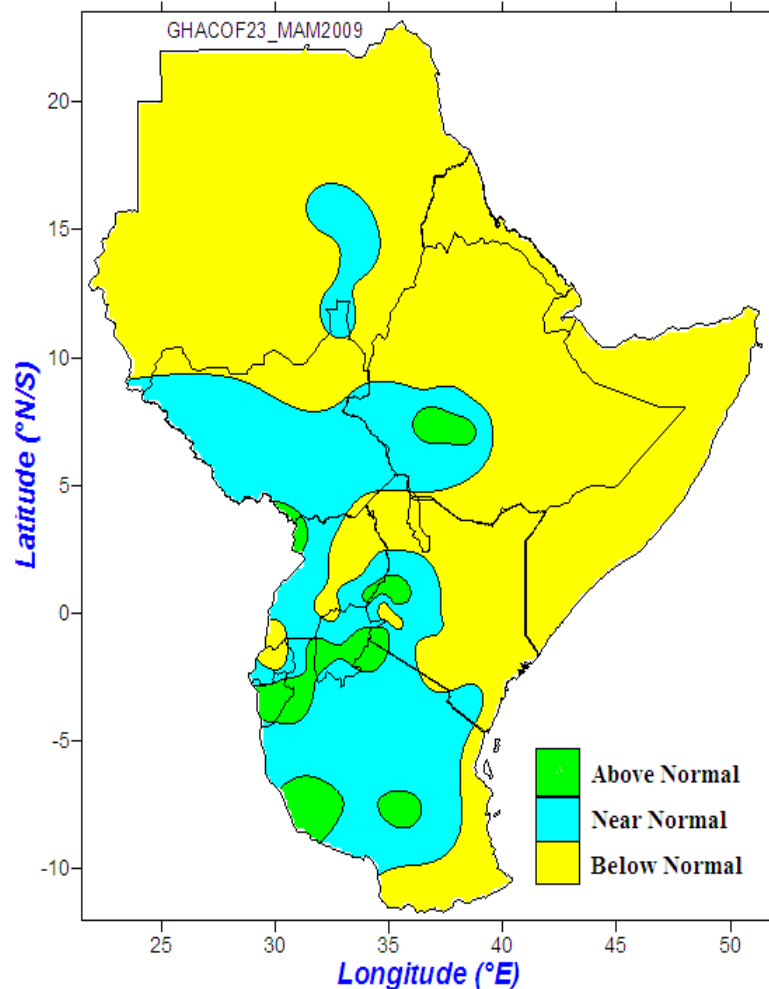 GHACOF23_MAM2009
20
15
10
5
0
-5
-10
Latitude (°N/S)
Above Normal
Near Normal
Below Normal
25
30
35
40
45
50
Longitude (°E)